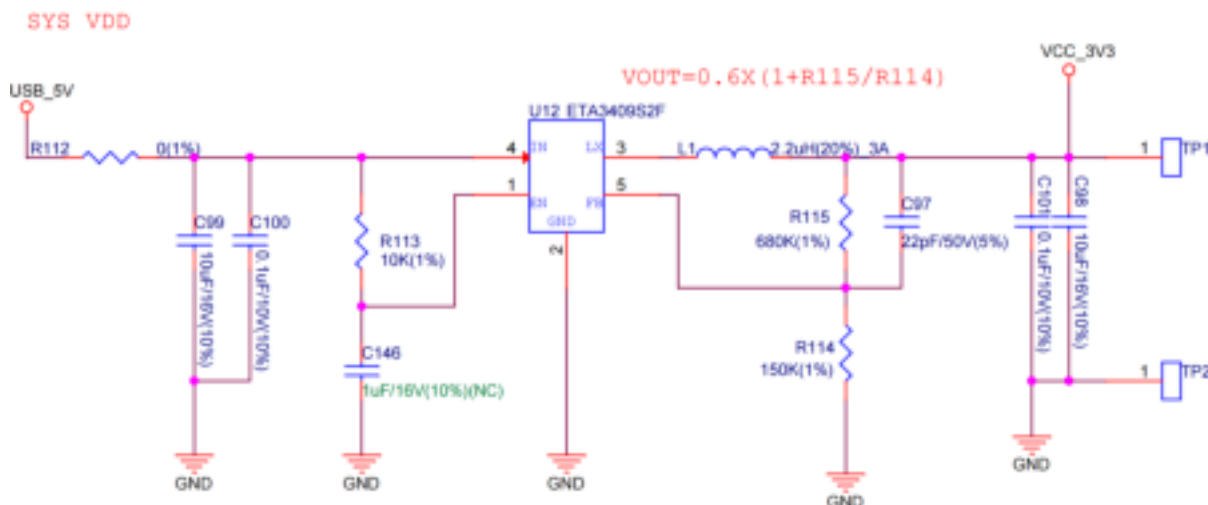 SYS VDD
VCC_3V3
VOUT=0.6X(1+R115/R114)
USB_5V
U12 ETA3409S2F
R112
0(1%)
4
IN
LX
3
L1
2.2uH(20%)_3A
1
TP1
1
EN
FB
5
GND
2
C99
10uF/16V(10%)
C100
0.1uF/10V(10%)
R113
10K(1%)
R115
680K(1%)
C97
22pF/50V(5%)
C101
0.1uF/10V(10%)
C98
10uF/16V(10%)
C146
1uF/16V(10%)(NC)
R114
150K(1%)
1
TP2
GND
GND
GND
GND
GND